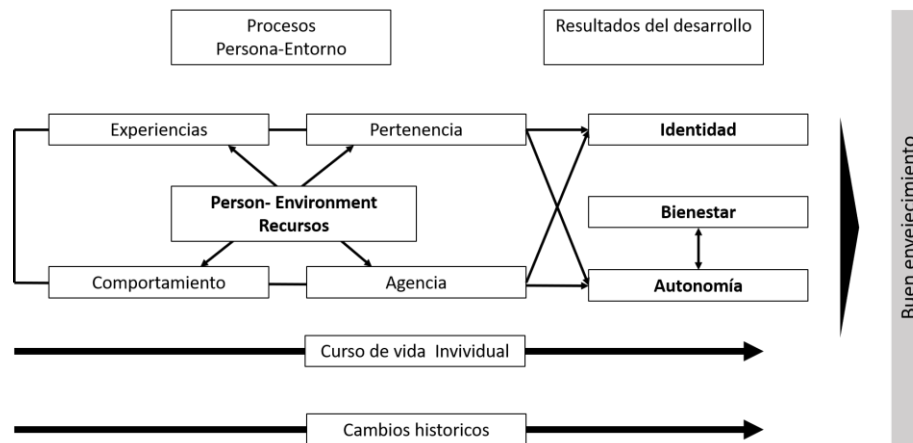 Procesos
Persona-Entorno
Resultados del desarrollo
Experiencias
Pertenencia
Identidad
Person- Environment
Recursos
Bienestar
Comportamiento
Agencia
Autonomía
Curso de vida Invividual
Cambios historicos
Buen envejecimiento